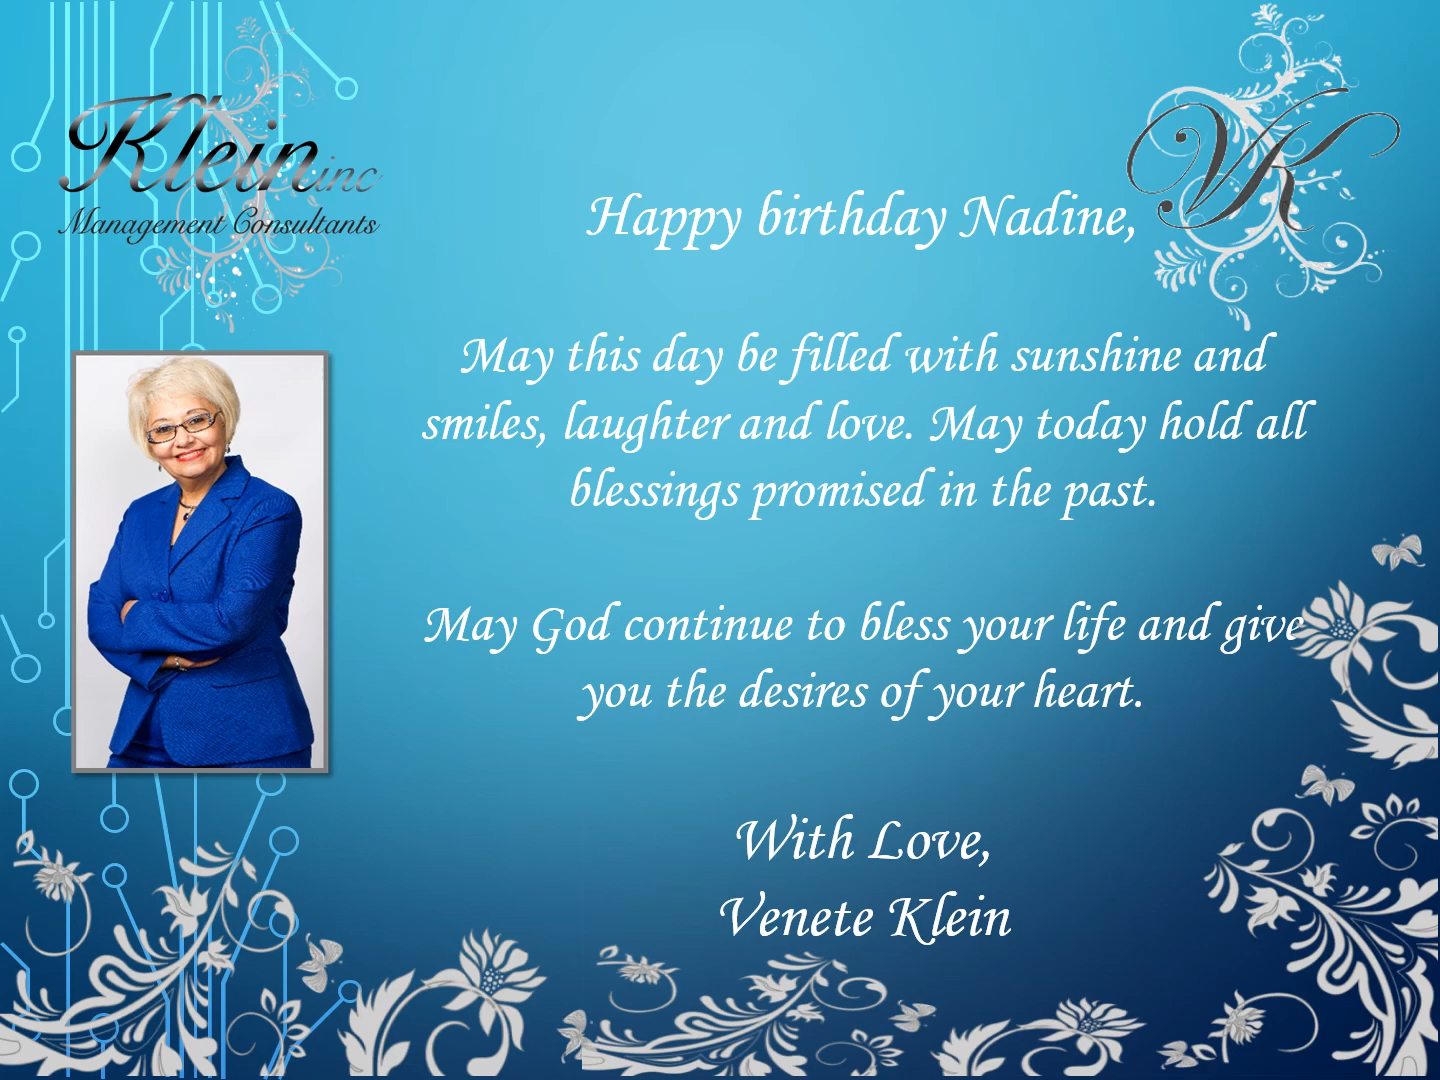 Klein inc
Management Consultants
VK
Happy birthday Nadine,
May this day be filled with sunshine and
smiles, laughter and love. May today hold all
blessings promised in the past.
May God continue to bless your life and give
you the desires of your heart.
With Love,
Venete Klein